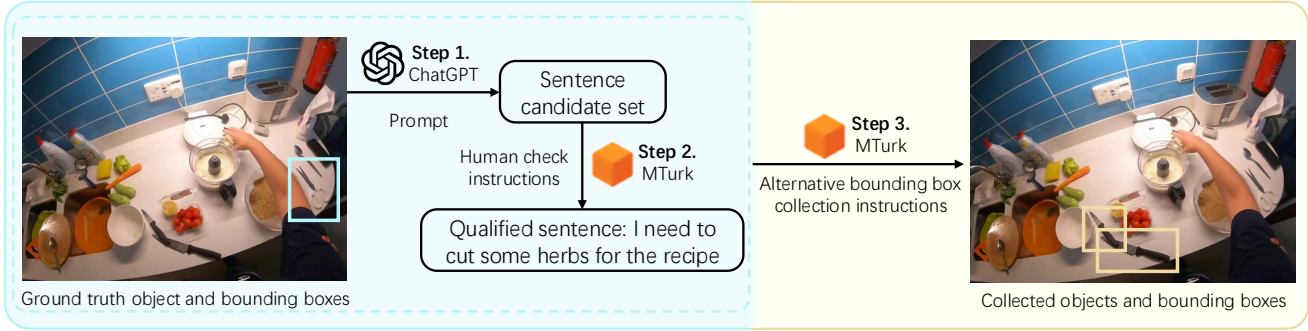 Step 1.
ChatGPT
Prompt
Sentence
candidate set
Human check
instructions
Step 2.
MTurk
Qualified sentence: I need to
cut some herbs for the recipe
Ground truth object and bounding boxes
Step 3.
MTurk
Alternative bounding box
collection instructions
Collected objects and bounding boxes